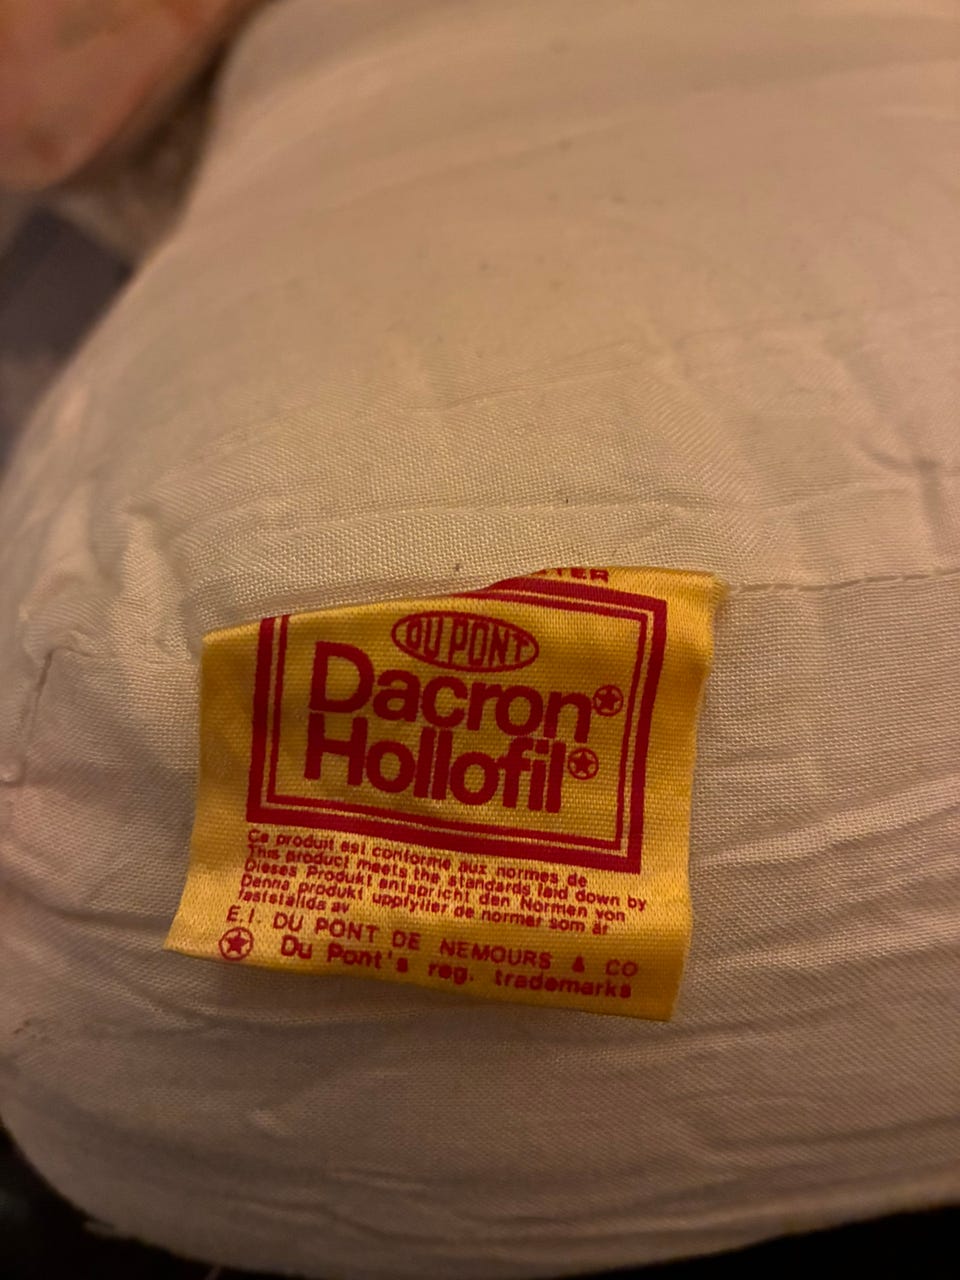 DU PONT
Dacron
Hollofil
Ce produit est conforme aux normes de
This product meets the standards laid down by
Dieses Produkt entspricht den Normen von
Denna produkt uppfyller de normer som är
fastställda av
E.I. DU PONT DE NEMOURS & CO
Du Pont's reg. trademarks